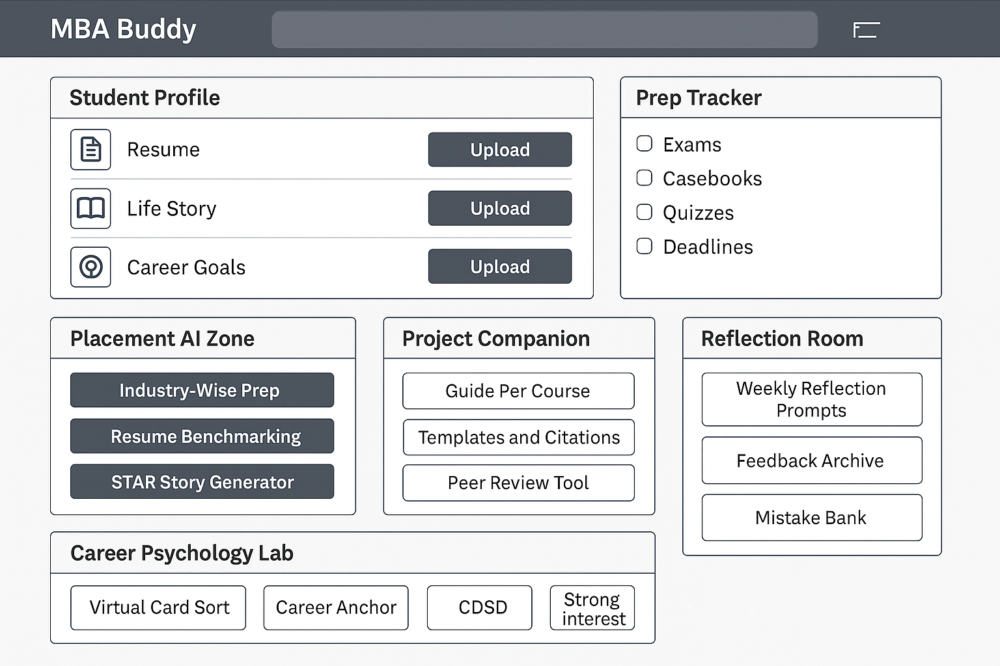 MBA Buddy
Student Profile
Resume
Upload
Life Story
Upload
Career Goals
Upload
Prep Tracker
Exams
Casebooks
Quizzes
Deadlines
Placement AI Zone
Industry-Wise Prep
Resume Benchmarking
STAR Story Generator
Project Companion
Guide Per Course
Templates and Citations
Peer Review Tool
Reflection Room
Weekly Reflection
Prompts
Feedback Archive
Mistake Bank
Career Psychology Lab
Virtual Card Sort
Career Anchor
CDSD
Strong
interest